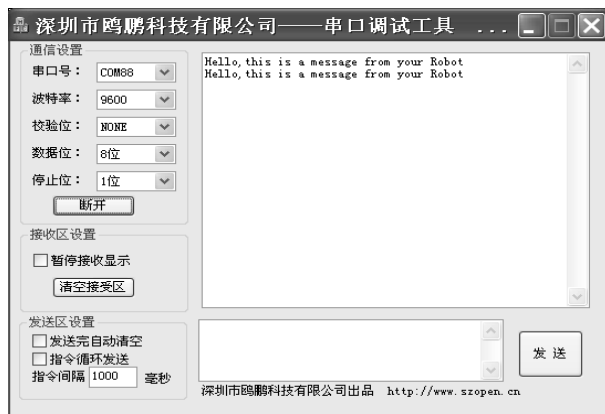 深圳市鸥鹏科技有限公司——串口调试工具 ...
通信设置
串口号： COM88
波特率： 9600
校验位： NONE
数据位： 8位
停止位： 1位
断开
Hello,this is a message from your Robot
Hello,this is a message from your Robot
接收区设置
暂停接收显示
清空接受区
发送区设置
发送完自动清空
指令循环发送
指令间隔 1000 毫秒
发 送
深圳市鸥鹏科技有限公司出品 http://www.szopen.cn